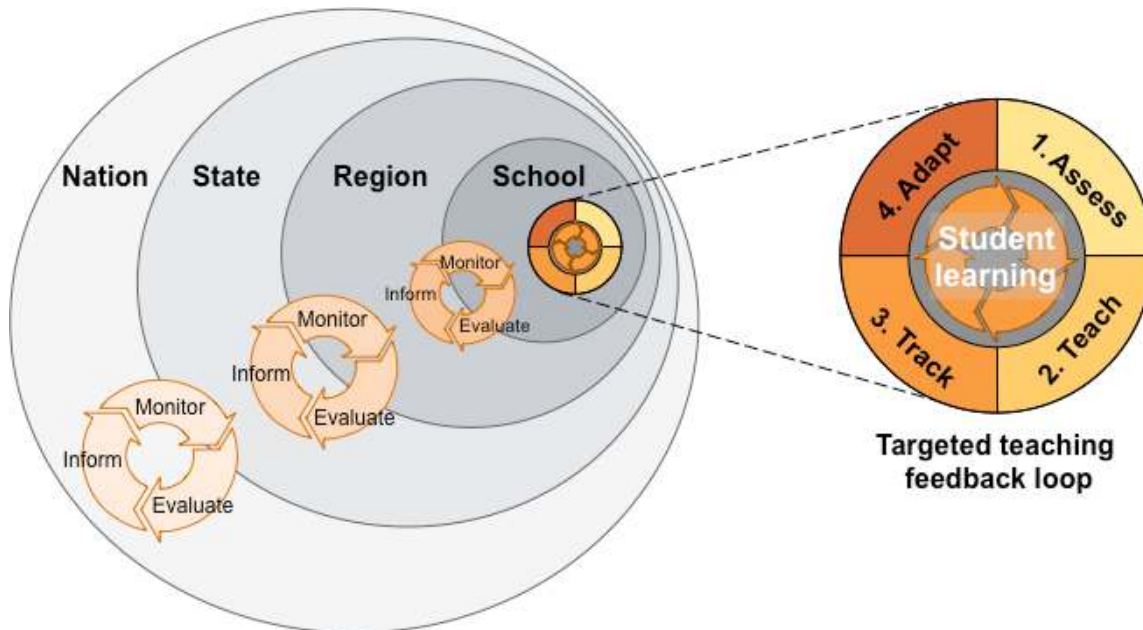 Nation
State
Region
School
Monitor
Inform
Evaluate
Monitor
Inform
Evaluate
Monitor
Inform
Evaluate
1. Assess
2. Teach
3. Track
4. Adapt
Student
learning
Targeted teaching
feedback loop